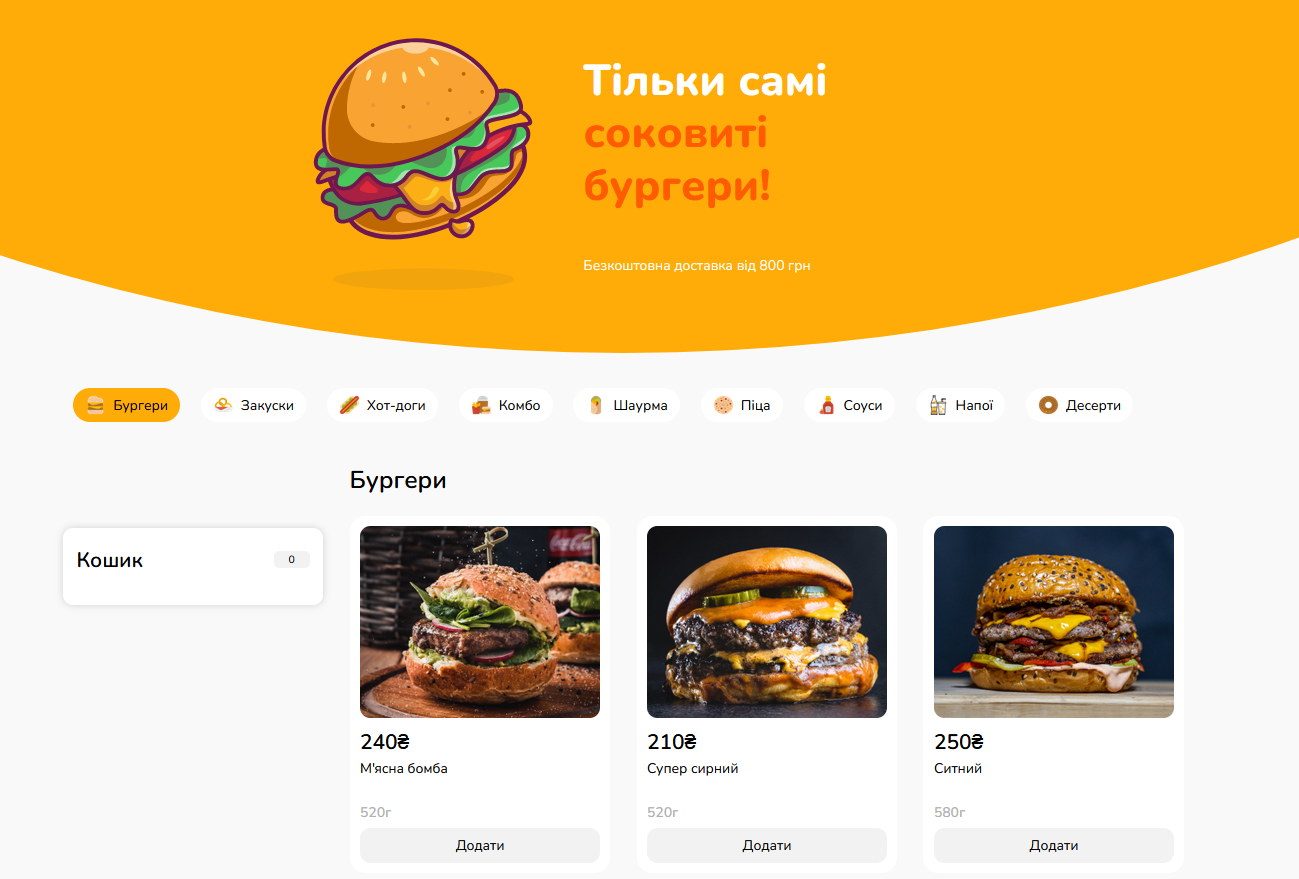 Тільки самі
соковиті
бургери!
Безкоштовна доставка від 800 грн
Бургери
Закуски
Хот-доги
Комбо
Шаурма
Піца
Соуси
Напої
Десерти
Бургери
Кошик
0
240₴
М'ясна бомба
520г
Додати
210₴
Супер сирний
520г
Додати
250₴
Ситний
580г
Додати